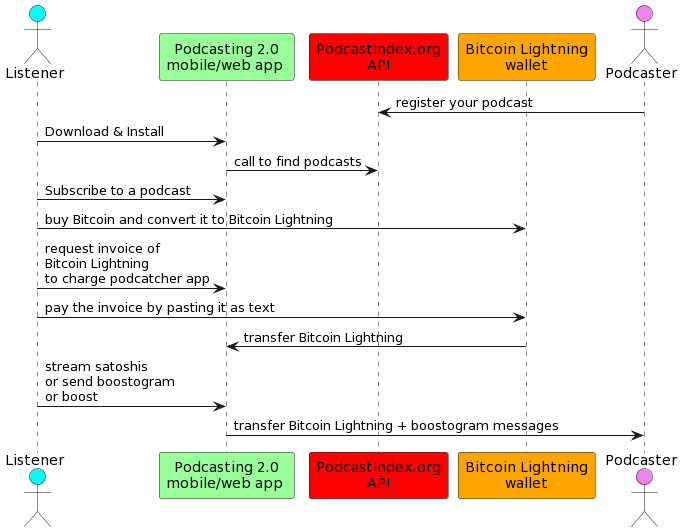 Listener
Podcasting 2.0
mobile/web app
PodcastIndex.org
API
Bitcoin Lightning
wallet
Podcaster
register your podcast
Download & Install
call to find podcasts
Subscribe to a podcast
buy Bitcoin and convert it to Bitcoin Lightning
request invoice of
Bitcoin Lightning
to charge podcatcher app
pay the invoice by pasting it as text
transfer Bitcoin Lightning
stream satoshis
or send boostogram
or boost
transfer Bitcoin Lightning + boostogram messages
Listener
Podcasting 2.0
mobile/web app
PodcastIndex.org
API
Bitcoin Lightning
wallet
Podcaster